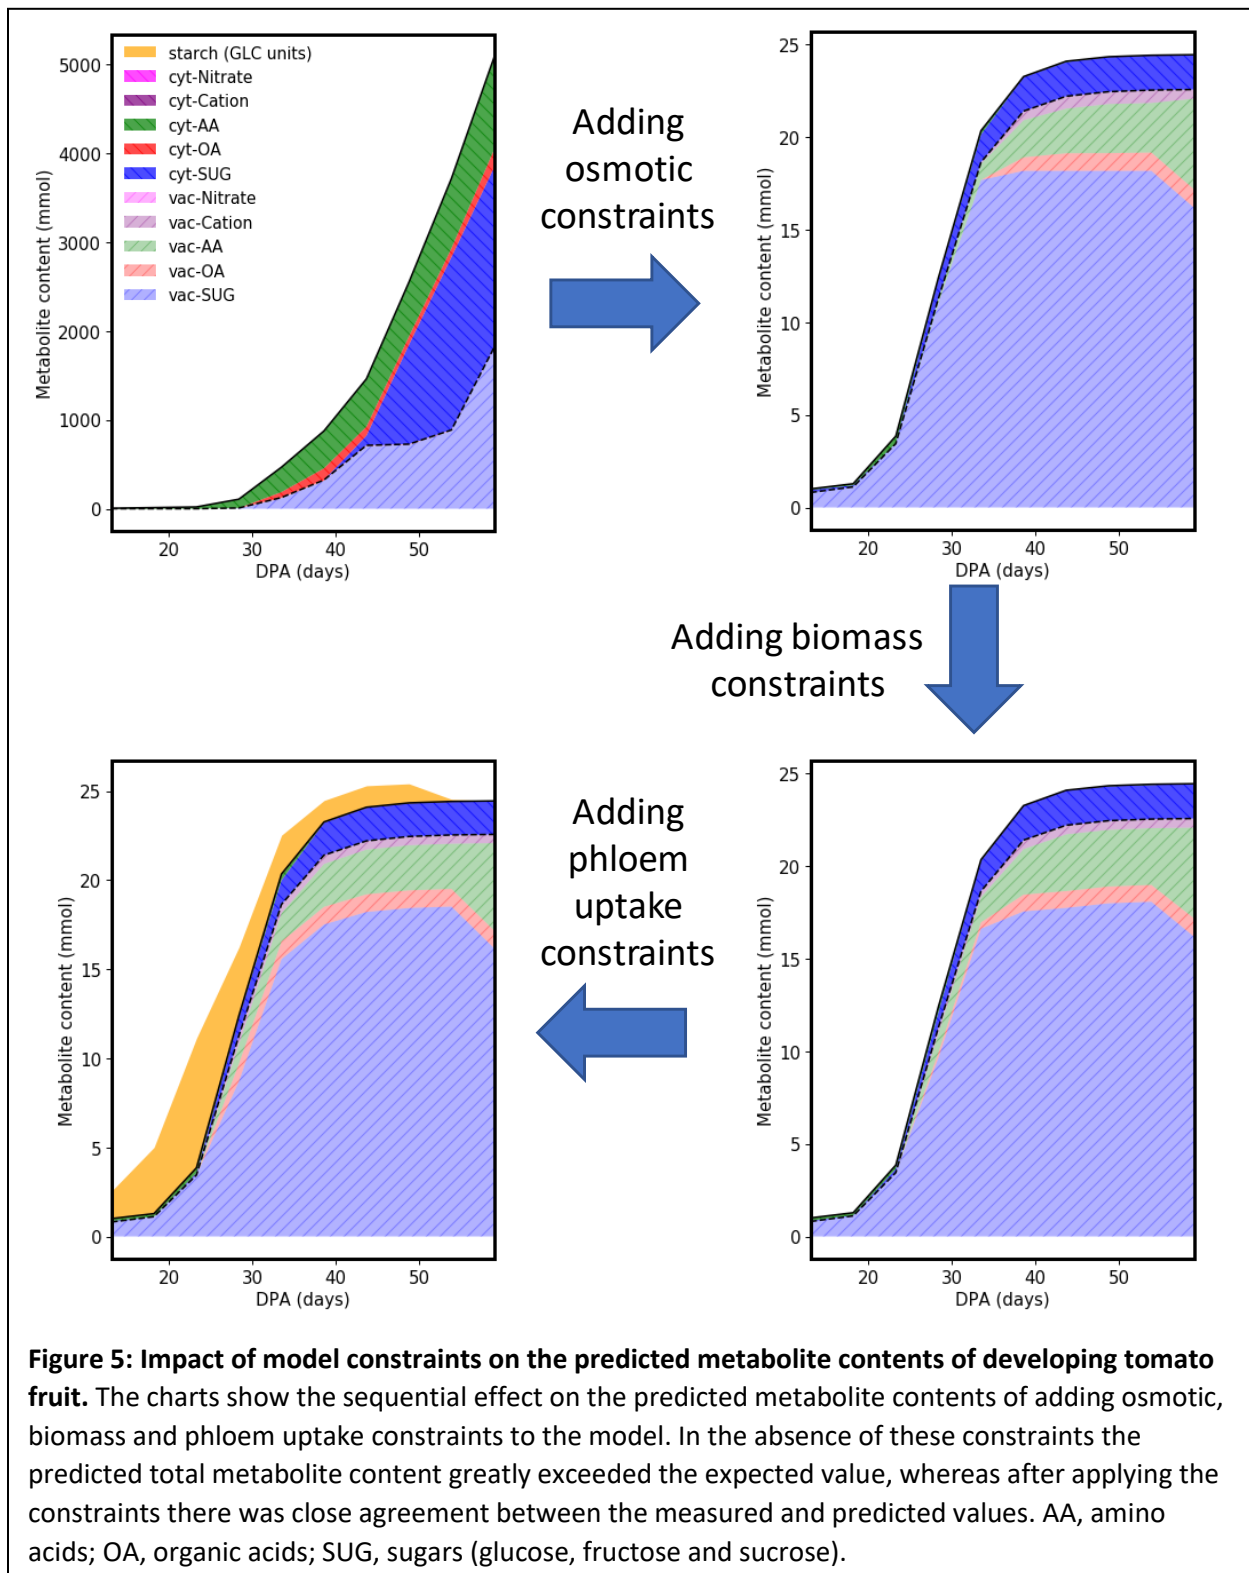 starch (GLC units)
cyt-Nitrate
cyt-Cation
cyt-AA
cyt-OA
cyt-SUG
vac-Nitrate
vac-Cation
vac-AA
vac-OA
vac-SUG
5000
4000
3000
2000
1000
0
Metabolite content (mmol)
20 30 40 50
DPA (days)
Adding
osmotic
constraints
25
20
15
10
5
0
Metabolite content (mmol)
20 30 40 50
DPA (days)
Adding biomass
constraints
25
20
15
10
5
0
Metabolite content (mmol)
20 30 40 50
DPA (days)
Adding
phloem
uptake
constraints
25
20
15
10
5
0
Metabolite content (mmol)
20 30 40 50
DPA (days)
Figure 5: Impact of model constraints on the predicted metabolite contents of developing tomato
fruit. The charts show the sequential effect on the predicted metabolite contents of adding osmotic,
biomass and phloem uptake constraints to the model. In the absence of these constraints the
predicted total metabolite content greatly exceeded the expected value, whereas after applying the
constraints there was close agreement between the measured and predicted values. AA, amino
acids; OA, organic acids; SUG, sugars (glucose, fructose and sucrose).